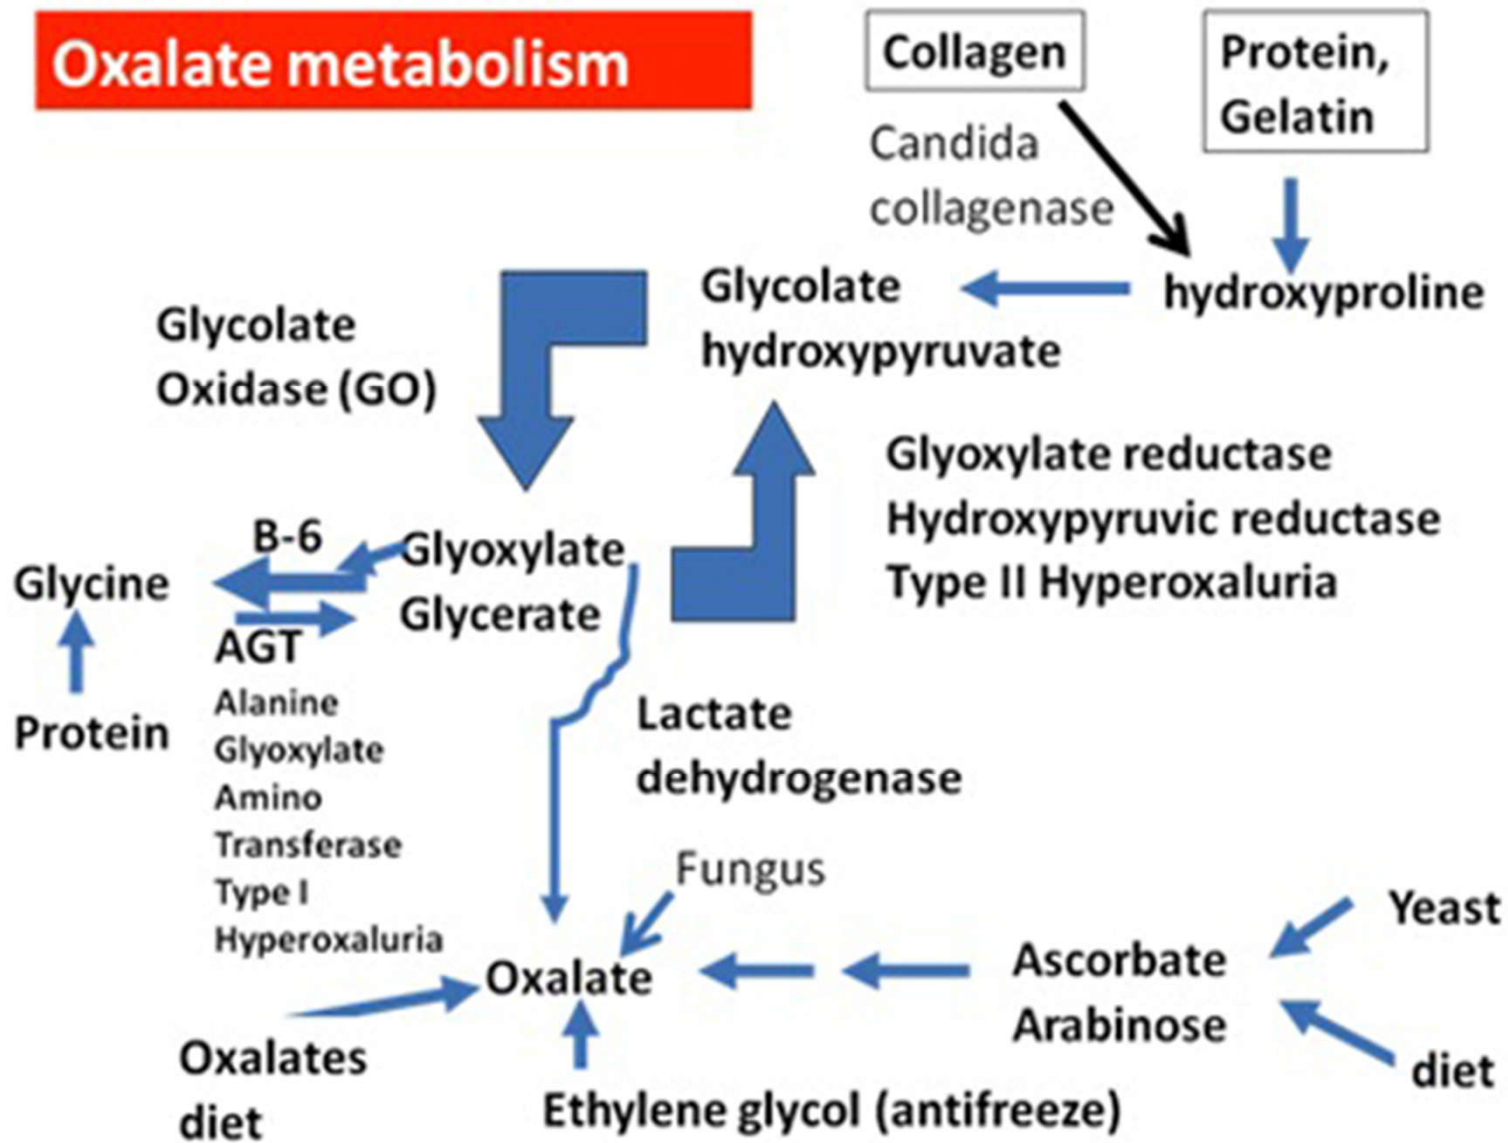 Oxalate metabolism
Collagen
Protein,
Gelatin
Candida
collagenase
Glycolate
hydroxypyruvate
hydroxyproline
Glycolate
Oxidase (GO)
Glyoxylate reductase
Hydroxypyruvic reductase
Type II Hyperoxaluria
B-6
Glyoxylate
Glycine
Glycerate
AGT
Alanine
Glyoxylate
Amino
Transferase
Type I
Hyperoxaluria
Protein
Lactate
dehydrogenase
Fungus
Yeast
Oxalate
Ascorbate
Arabinose
Oxalates
diet
diet
Ethylene glycol (antifreeze)